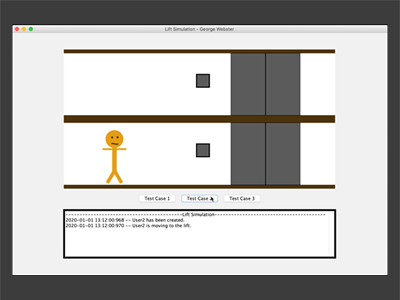 Lift Simulation - George Webster
Test Case 1
Test Case 2
Test Case 3
Lift Simulation
2020-01-01 13:12:00:968 -- User2 has been created.
2020-01-01 13:12:00:970 -- User2 is moving to the lift.